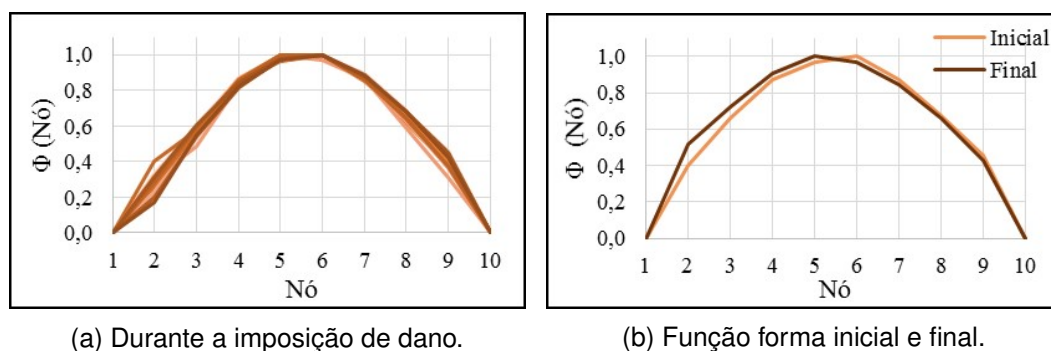 1,0
0,8
0,6
0,4
0,2
0,0
Φ (Nó)
1 2 3 4 5 6 7 8 9 10
Nó
(a) Durante a imposição de dano.
1,0
0,8
0,6
0,4
0,2
0,0
Φ (Nó)
Inicial
Final
1 2 3 4 5 6 7 8 9 10
Nó
(b) Função forma inicial e final.